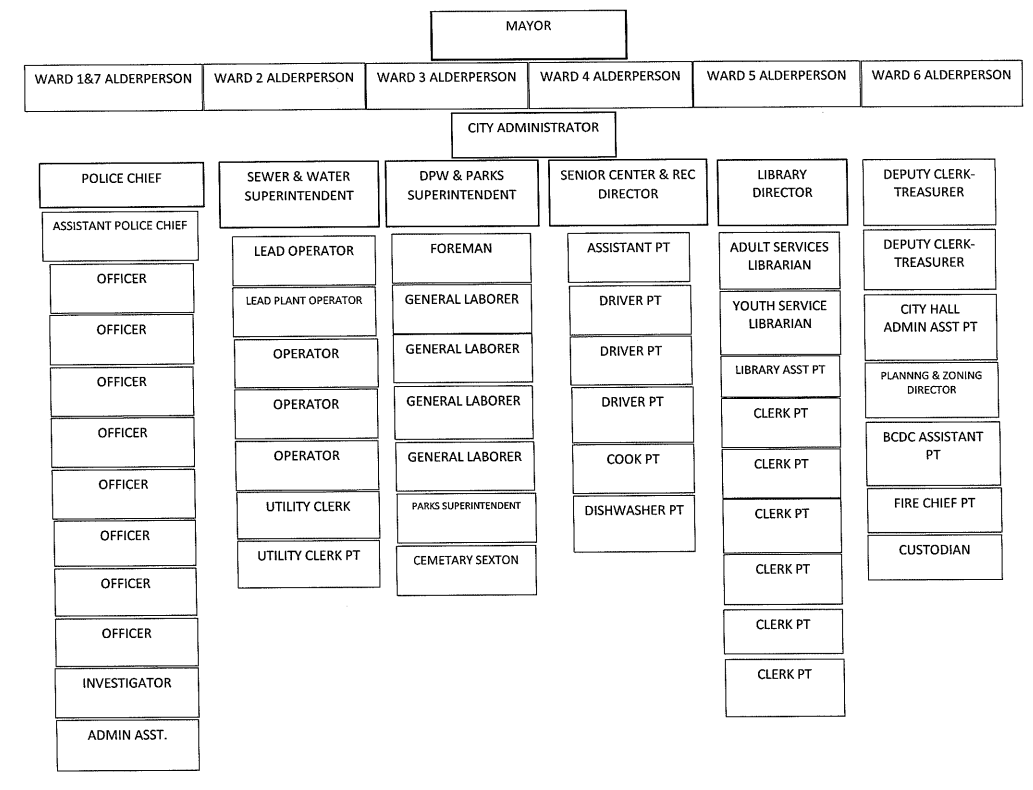 MAYOR
WARD 1&7 ALDERPERSON
WARD 2 ALDERPERSON
WARD 3 ALDERPERSON
WARD 4 ALDERPERSON
WARD 5 ALDERPERSON
WARD 6 ALDERPERSON
CITY ADMINISTRATOR
POLICE CHIEF
ASSISTANT POLICE CHIEF
OFFICER
OFFICER
OFFICER
OFFICER
OFFICER
OFFICER
OFFICER
OFFICER
INVESTIGATOR
ADMIN ASST.
SEWER & WATER
SUPERINTENDENT
LEAD OPERATOR
LEAD PLANT OPERATOR
OPERATOR
OPERATOR
OPERATOR
UTILITY CLERK
UTILITY CLERK PT
DPW & PARKS
SUPERINTENDENT
FOREMAN
GENERAL LABORER
GENERAL LABORER
GENERAL LABORER
GENERAL LABORER
PARKS SUPERINTENDENT
CEMETARY SEXTON
SENIOR CENTER & REC
DIRECTOR
ASSISTANT PT
DRIVER PT
DRIVER PT
DRIVER PT
COOK PT
DISHWASHER PT
LIBRARY
DIRECTOR
ADULT SERVICES
LIBRARIAN
YOUTH SERVICE
LIBRARIAN
LIBRARY ASST PT
CLERK PT
CLERK PT
CLERK PT
CLERK PT
CLERK PT
CLERK PT
DEPUTY CLERK-
TREASURER
DEPUTY CLERK-
TREASURER
CITY HALL
ADMIN ASST PT
PLANNNG & ZONING
DIRECTOR
BCDC ASSISTANT
PT
FIRE CHIEF PT
CUSTODIAN